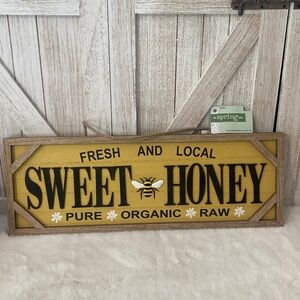 spring
FRESH AND LOCAL
SWEET HONEY
PURE ORGANIC RAW